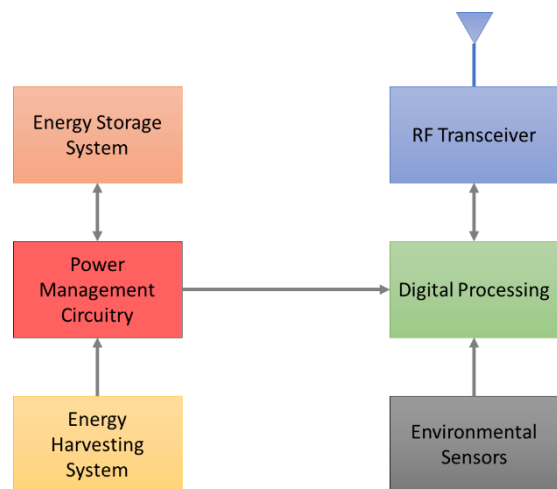 Energy Storage
System
RF Transceiver
Power
Management
Circuitry
Digital Processing
Energy
Harvesting
System
Environmental
Sensors